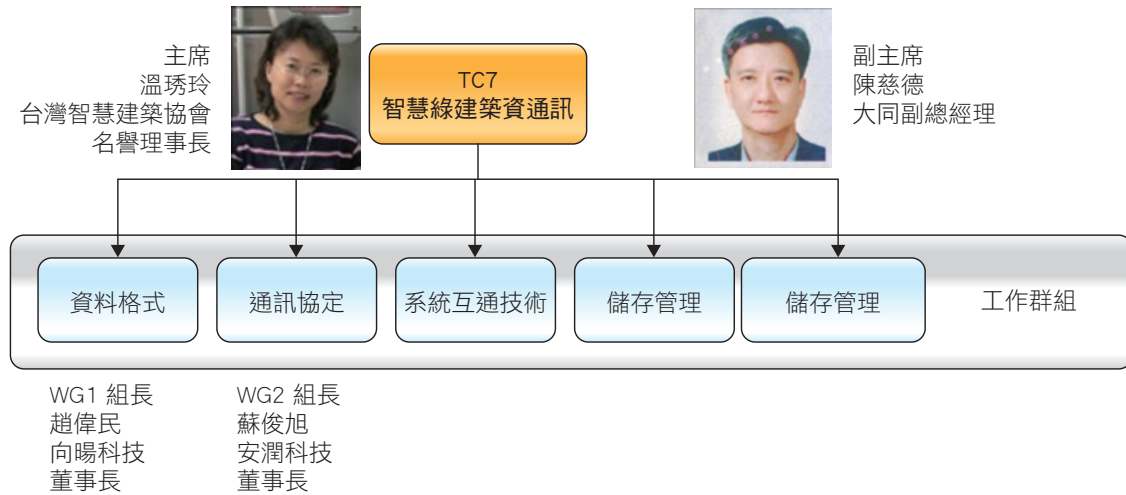 主席
溫琇玲
台灣智慧建築協會
名譽理事長
TC7
智慧綠建築資通訊
副主席
陳慈德
大同副總經理
資料格式
通訊協定
系統互通技術
儲存管理
儲存管理
工作群組
WG1 組長
趙偉民
向暘科技
董事長
WG2 組長
蘇俊旭
安潤科技
董事長